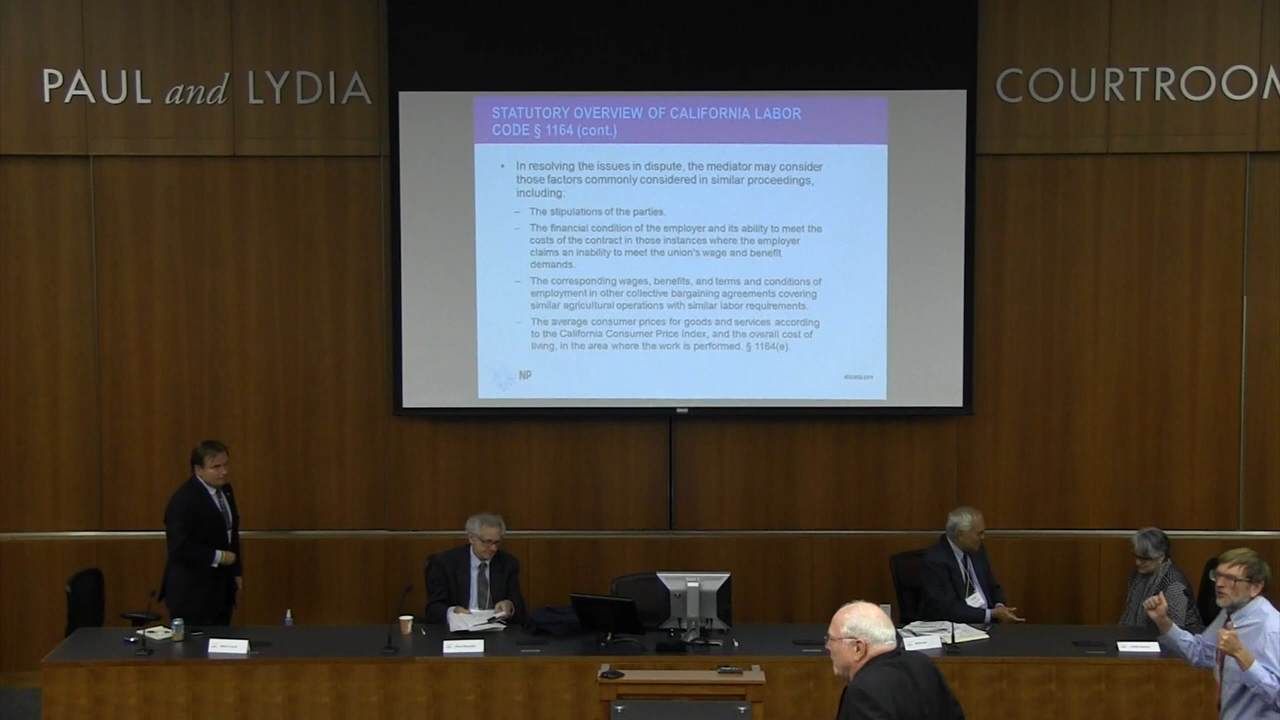 PAUL and LYDIA
COURTROOM
STATUTORY OVERVIEW OF CALIFORNIA LABOR
CODE § 1164 (cont.)
• In resolving the issues in dispute, the mediator may consider
those factors commonly considered in similar proceedings,
including:
– The stipulations of the parties.
– The financial condition of the employer and its ability to meet the
costs of the contract in those instances where the employer
claims an inability to meet the union's wage and benefit
demands.
– The corresponding wages, benefits, and terms and conditions of
employment in other collective bargaining agreements covering
similar agricultural operations with similar labor requirements.
– The average consumer prices for goods and services according
to the California Consumer Price Index, and the overall cost of
living, in the area where the work is performed. § 1164(e).
NP